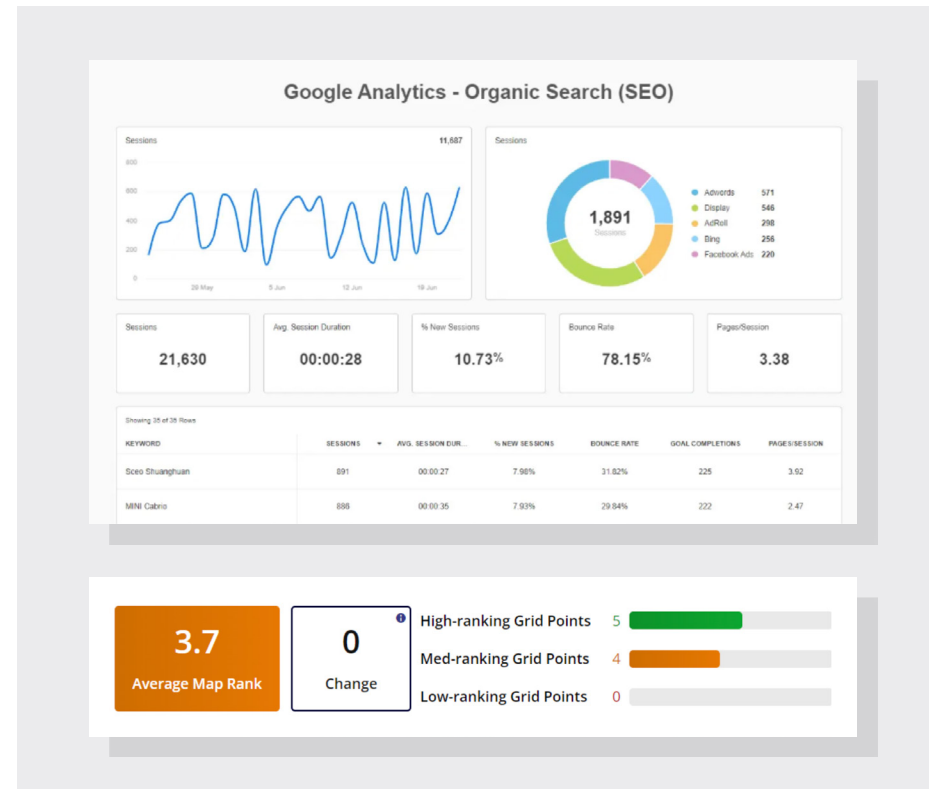 Google Analytics - Organic Search (SEO)
Sessions 11,687
800
600
400
200
0
29 May 5 Jun 12 Jun 19 Jun
Sessions
1,891
Sessions
Adwords 571
Display 546
AdRoll 298
Bing 256
Facebook Ads 220
Sessions
21,630
Avg. Session Duration
00:00:28
% New Sessions
10.73%
Bounce Rate
78.15%
Pages/Session
3.38
Showing 35 of 35 Rows
KEYWORD SESSIONS AVG. SESSION DUR... % NEW SESSIONS BOUNCE RATE GOAL COMPLETIONS PAGES/SESSION
Sceo Shuanghuan 891 00:00:27 7.98% 31.82% 225 3.92
MINI Cabrio 886 00:00:35 7.93% 29.84% 222 2.47
3.7
Average Map Rank
0
Change
High-ranking Grid Points 5
Med-ranking Grid Points 4
Low-ranking Grid Points 0